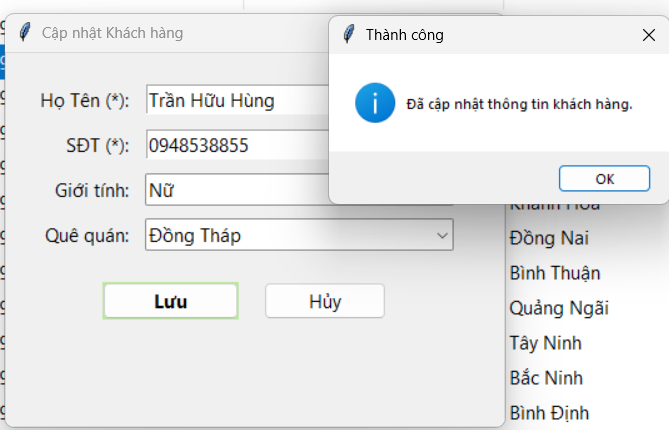 Cập nhật Khách hàng
Thành công
Đã cập nhật thông tin khách hàng.
OK
Họ Tên (*): Trần Hữu Hùng
SĐT (*): 0948538855
Giới tính: Nữ
Quê quán: Đồng Tháp
Lưu Hủy
Khánh Hòa
Đồng Nai
Bình Thuận
Quảng Ngãi
Tây Ninh
Bắc Ninh
Bình Định